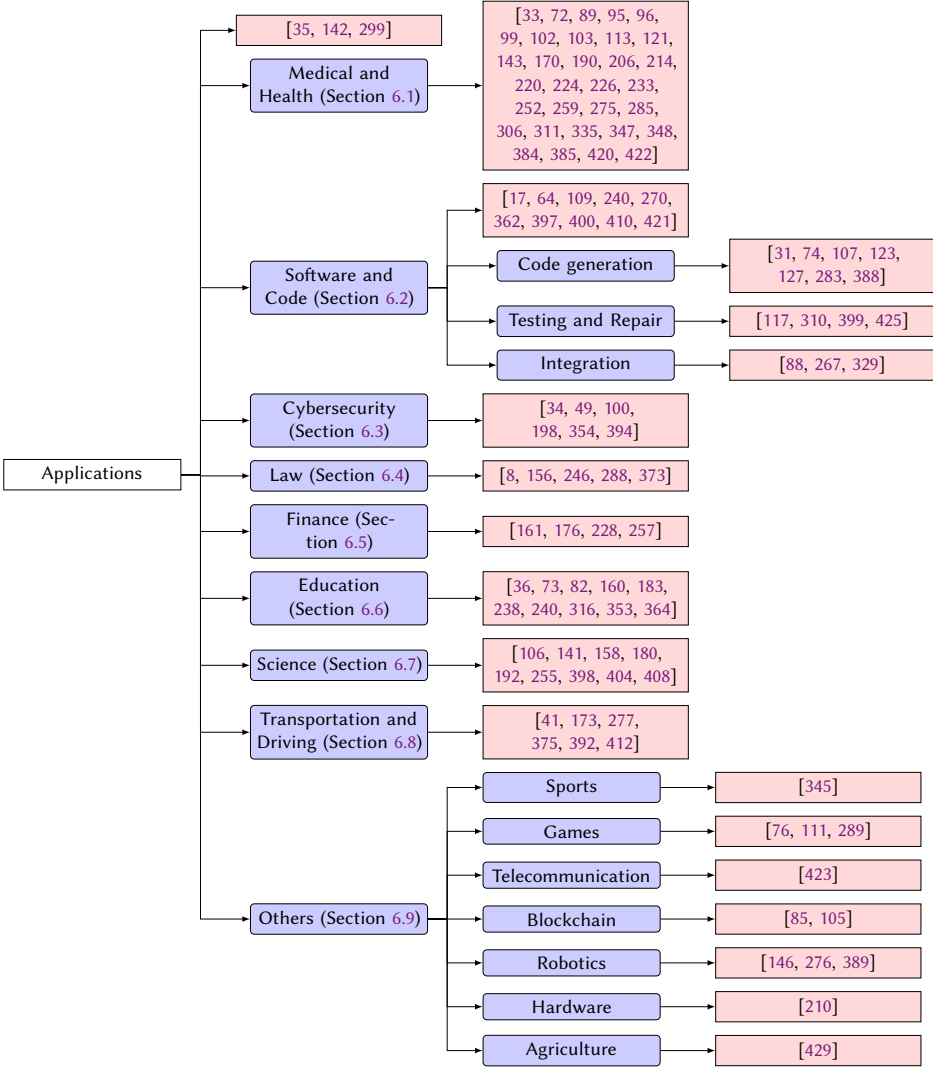 [35, 142, 299]
Medical and
Health (Section 6.1)
[33, 72, 89, 95, 96,
99, 102, 103, 113, 121,
143, 170, 190, 206, 214,
220, 224, 226, 233,
252, 259, 275, 285,
306, 311, 335, 347, 348,
384, 385, 420, 422]
Software and
Code (Section 6.2)
[17, 64, 109, 240, 270,
362, 397, 400, 410, 421]
Code generation
[31, 74, 107, 123,
127, 283, 388]
Testing and Repair
[117, 310, 399, 425]
Integration
[88, 267, 329]
Cybersecurity
(Section 6.3)
[34, 49, 100,
198, 354, 394]
Applications
Law (Section 6.4)
[8, 156, 246, 288, 373]
Finance (Sec-
tion 6.5)
[161, 176, 228, 257]
Education
(Section 6.6)
[36, 73, 82, 160, 183,
238, 240, 316, 353, 364]
Science (Section 6.7)
[106, 141, 158, 180,
192, 255, 398, 404, 408]
Transportation and
Driving (Section 6.8)
[41, 173, 277,
375, 392, 412]
Others (Section 6.9)
Sports
[345]
Games
[76, 111, 289]
Telecommunication
[423]
Blockchain
[85, 105]
Robotics
[146, 276, 389]
Hardware
[210]
Agriculture
[429]